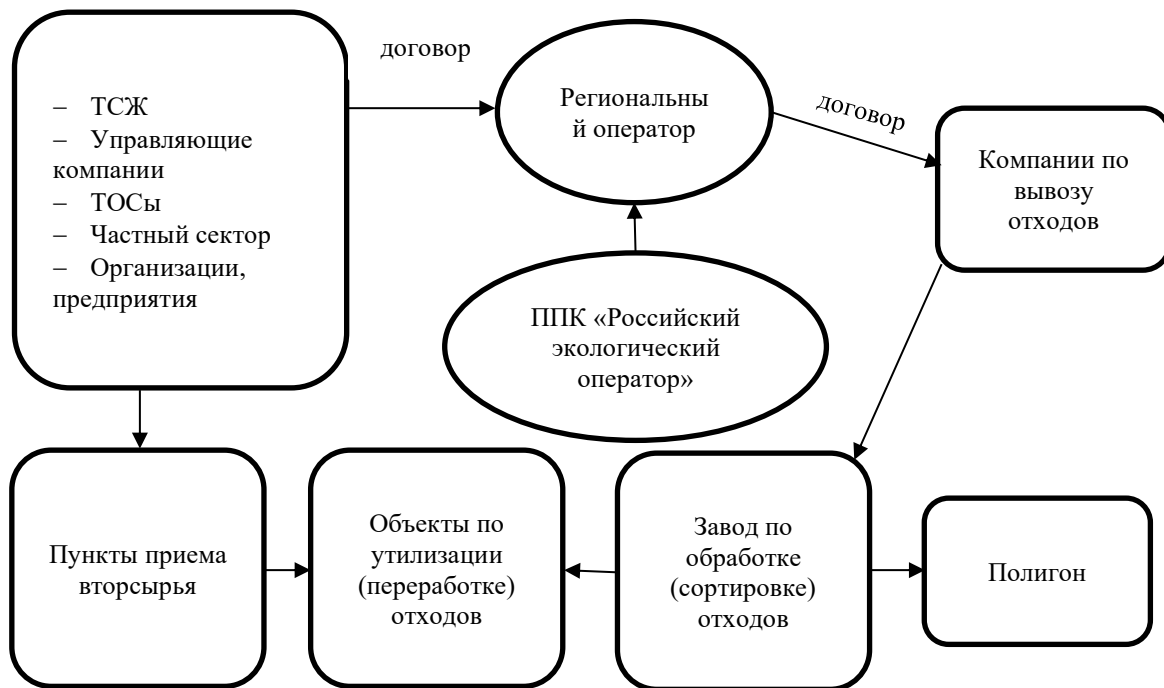 договор
– ТСЖ
– Управляющие
компании
– ТОСы
– Частный сектор
– Организации,
предприятия
Региональны
й оператор
договор
Компании по
вывозу
отходов
ППК «Российский
экологический
оператор»
Пункты приема
вторсырья
Объекты по
утилизации
(переработке)
отходов
Завод по
обработке
(сортировке)
отходов
Полигон